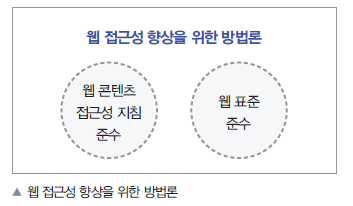 웹 접근성 향상을 위한 방법론
웹 콘텐츠
접근성 지침
준수
웹 표준
준수
▲ 웹 접근성 향상을 위한 방법론